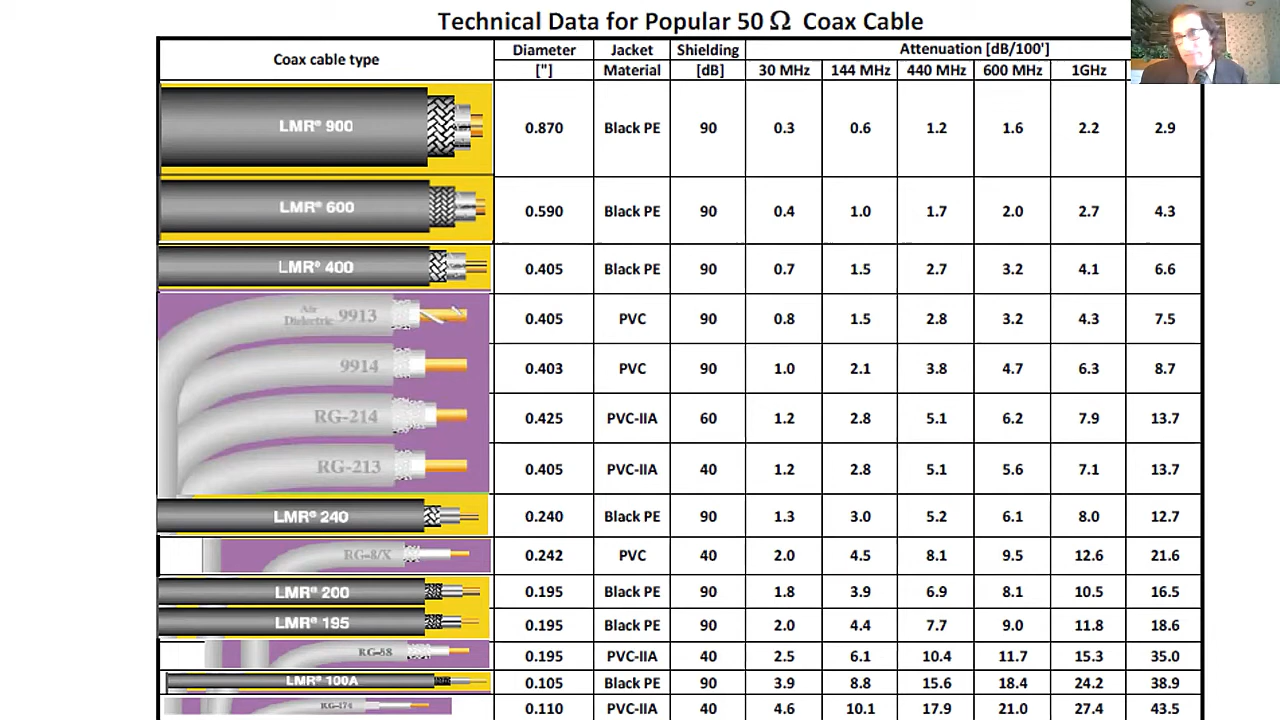 Technical Data for Popular 50 Ω Coax Cable
Coax cable type Diameter Jacket Shielding Attenuation [dB/100']
["] Material [dB] 30 MHz 144 MHz 440 MHz 600 MHz 1GHz
LMR® 900 0.870 Black PE 90 0.3 0.6 1.2 1.6 2.2 2.9
LMR® 600 0.590 Black PE 90 0.4 1.0 1.7 2.0 2.7 4.3
LMR® 400 0.405 Black PE 90 0.7 1.5 2.7 3.2 4.1 6.6
Air Dielectric 9913 0.405 PVC 90 0.8 1.5 2.8 3.2 4.3 7.5
9914 0.403 PVC 90 1.0 2.1 3.8 4.7 6.3 8.7
RG-214 0.425 PVC-IIA 60 1.2 2.8 5.1 6.2 7.9 13.7
RG-213 0.405 PVC-IIA 40 1.2 2.8 5.1 5.6 7.1 13.7
LMR® 240 0.240 Black PE 90 1.3 3.0 5.2 6.1 8.0 12.7
RG-8/X 0.242 PVC 40 2.0 4.5 8.1 9.5 12.6 21.6
LMR® 200 0.195 Black PE 90 1.8 3.9 6.9 8.1 10.5 16.5
LMR® 195 0.195 Black PE 90 2.0 4.4 7.7 9.0 11.8 18.6
RG-58 0.195 PVC-IIA 40 2.5 6.1 10.4 11.7 15.3 35.0
LMR® 100A 0.105 Black PE 90 3.9 8.8 15.6 18.4 24.2 38.9
RG-174 0.110 PVC-IIA 40 4.6 10.1 17.9 21.0 27.4 43.5